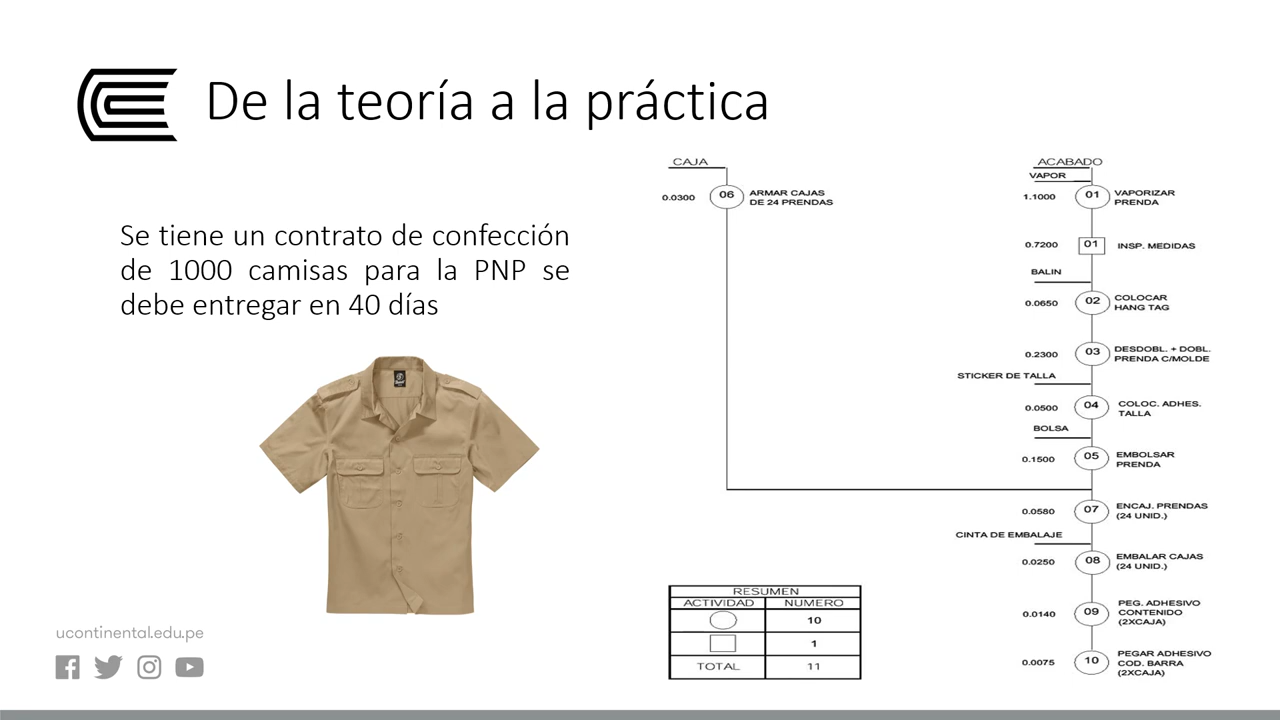 De la teoría a la práctica
Se tiene un contrato de confección
de 1000 camisas para la PNP se
debe entregar en 40 días
ucontinental.edu.pe
CAJA
0.0300
06
ARMAR CAJAS
DE 24 PRENDAS
ACABADO
VAPOR
1.1000
01
VAPORIZAR
PRENDA
0.7200
01
INSP. MEDIDAS
BALIN
0.0650
02
COLOCAR
HANG TAG
0.2300
03
DESDOBL. + DOBL.
PRENDA C/MOLDE
STICKER DE TALLA
0.0500
04
COLOC. ADHES.
TALLA
BOLSA
0.1500
05
EMBOLSAR
PRENDA
0.0580
07
ENCAJ. PRENDAS
(24 UNID.)
CINTA DE EMBALAJE
0.0250
08
EMBALAR CAJAS
(24 UNID.)
0.0140
09
PEG. ADHESIVO
CONTENIDO
(2XCAJA)
0.0075
10
PEGAR ADHESIVO
COD. BARRA
(2XCAJA)
RESUMEN
ACTIVIDAD NUMERO
10
1
TOTAL 11